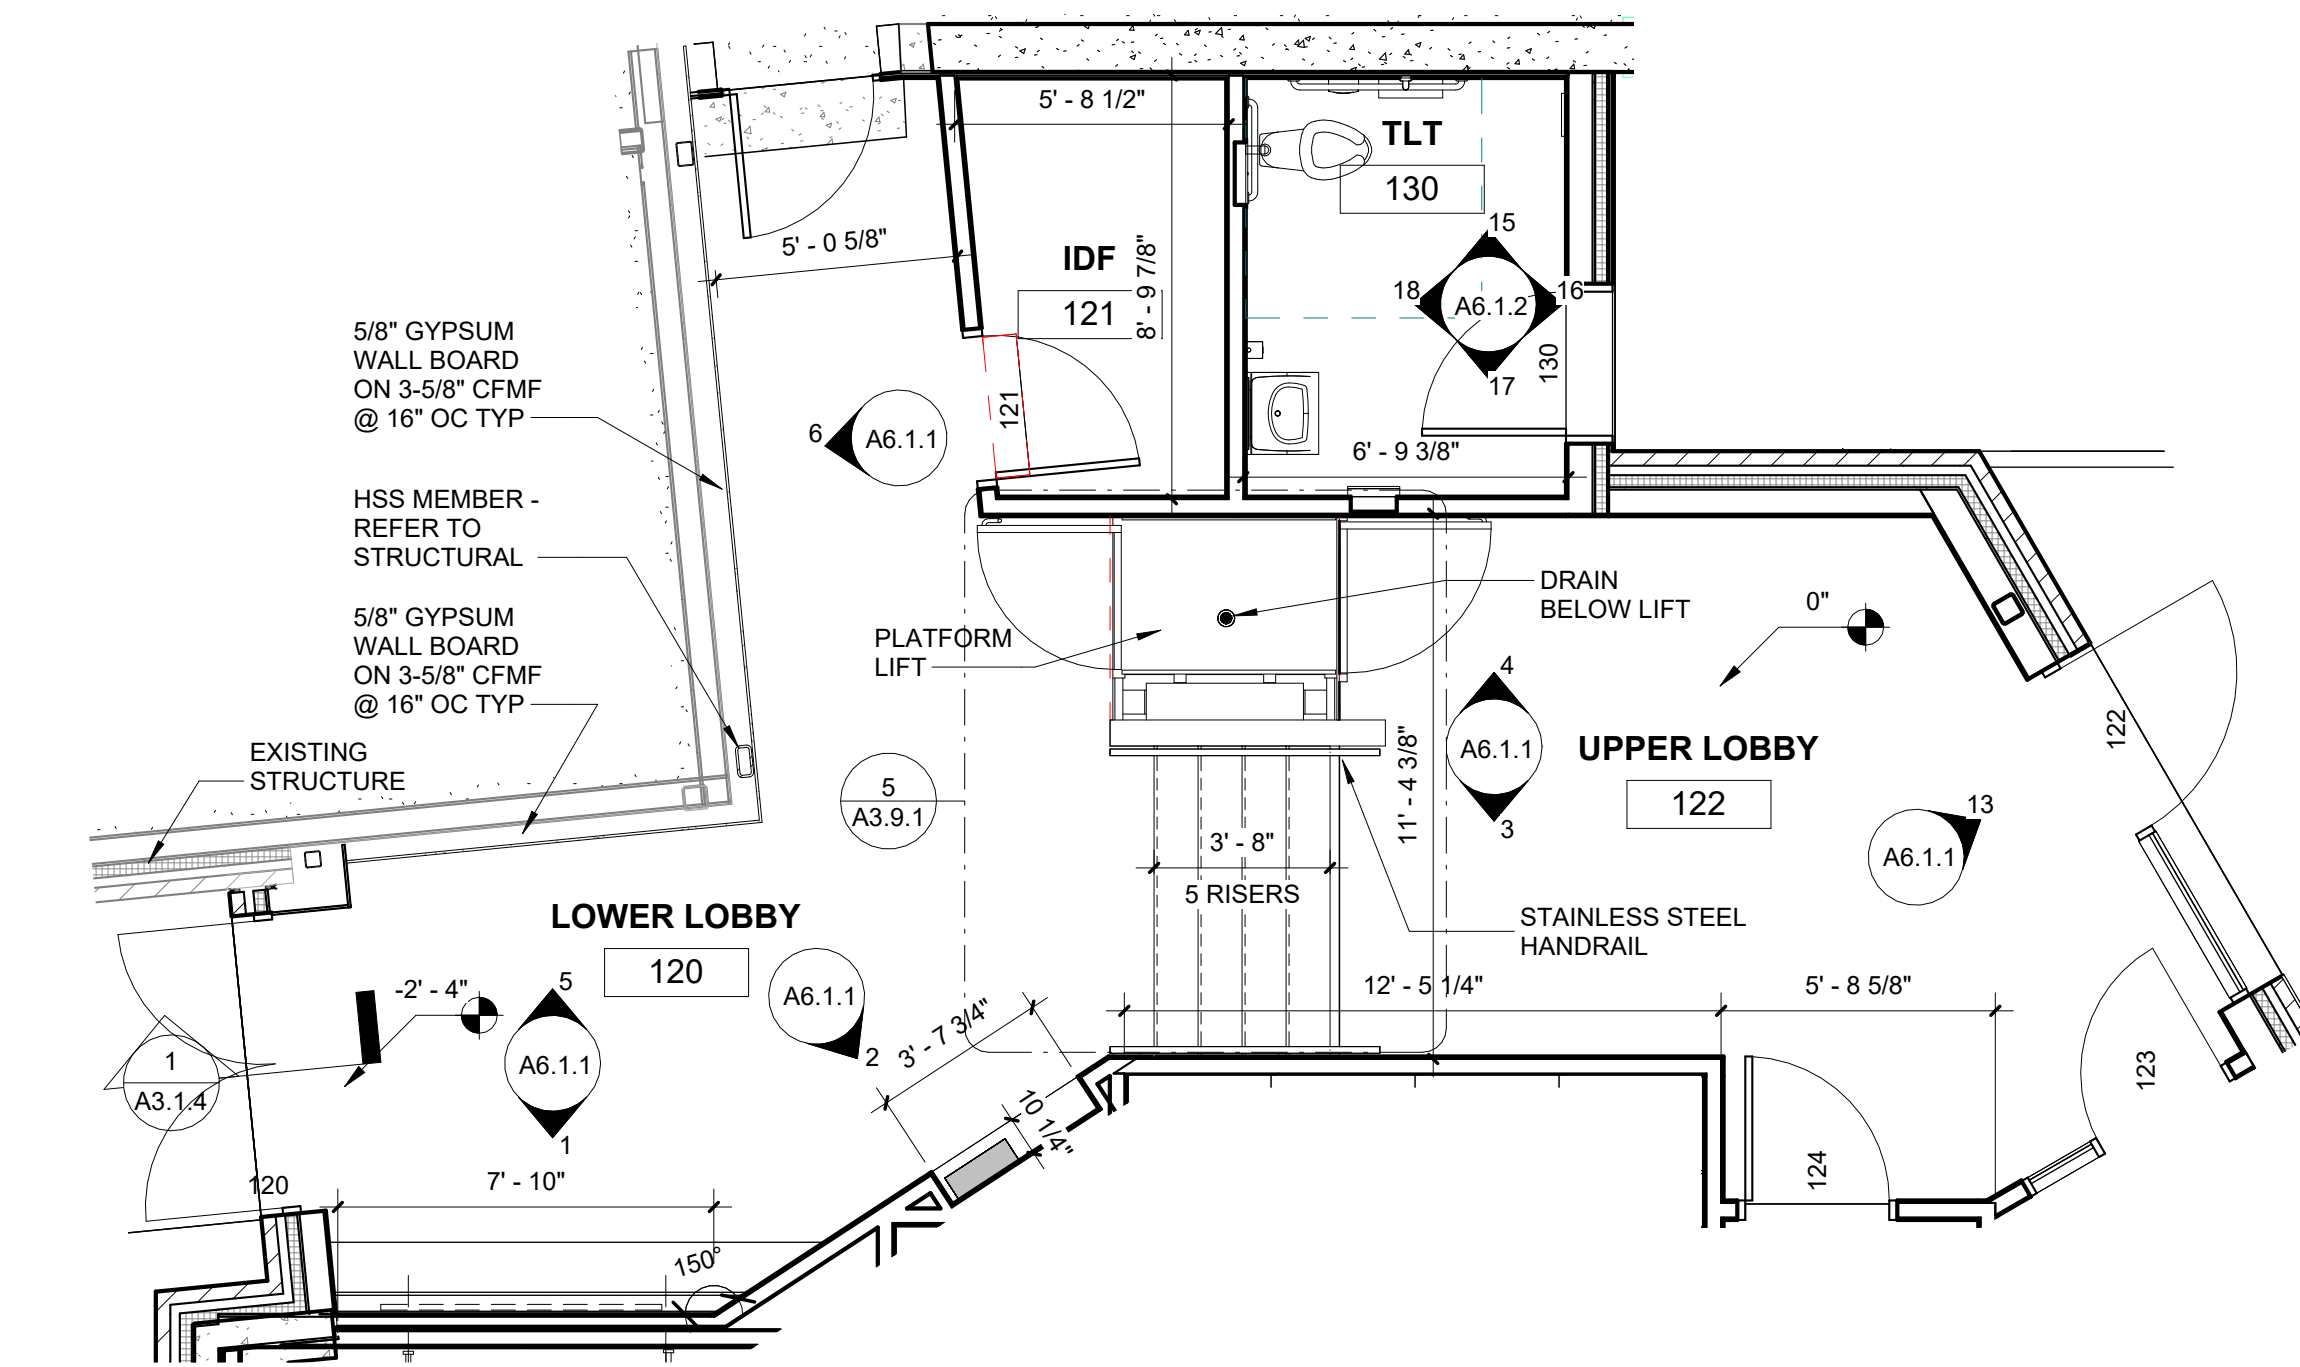 5' - 8 1/2"
TLT
130
5' - 0 5/8"
IDF
121
8' - 9 7/8"
15
18
A6.1.2
16
17
130
5/8" GYPSUM
WALL BOARD
ON 3-5/8" CFMF
@ 16" OC TYP
121
6
A6.1.1
6' - 9 3/8"
HSS MEMBER -
REFER TO
STRUCTURAL
DRAIN
BELOW LIFT
0"
5/8" GYPSUM
WALL BOARD
ON 3-5/8" CFMF
@ 16" OC TYP
PLATFORM
LIFT
4
A6.1.1
3
UPPER LOBBY
122
122
EXISTING
STRUCTURE
5
A3.9.1
11' - 4 3/8"
13
A6.1.1
3' - 8"
5 RISERS
STAINLESS STEEL
HANDRAIL
LOWER LOBBY
120
-2' - 4"
5
A6.1.1
1
A6.1.1
2
3' - 7 3/4"
12' - 5 1/4"
5' - 8 5/8"
1
A3.1.4
10 1/4"
123
124
120
7' - 10"
150°